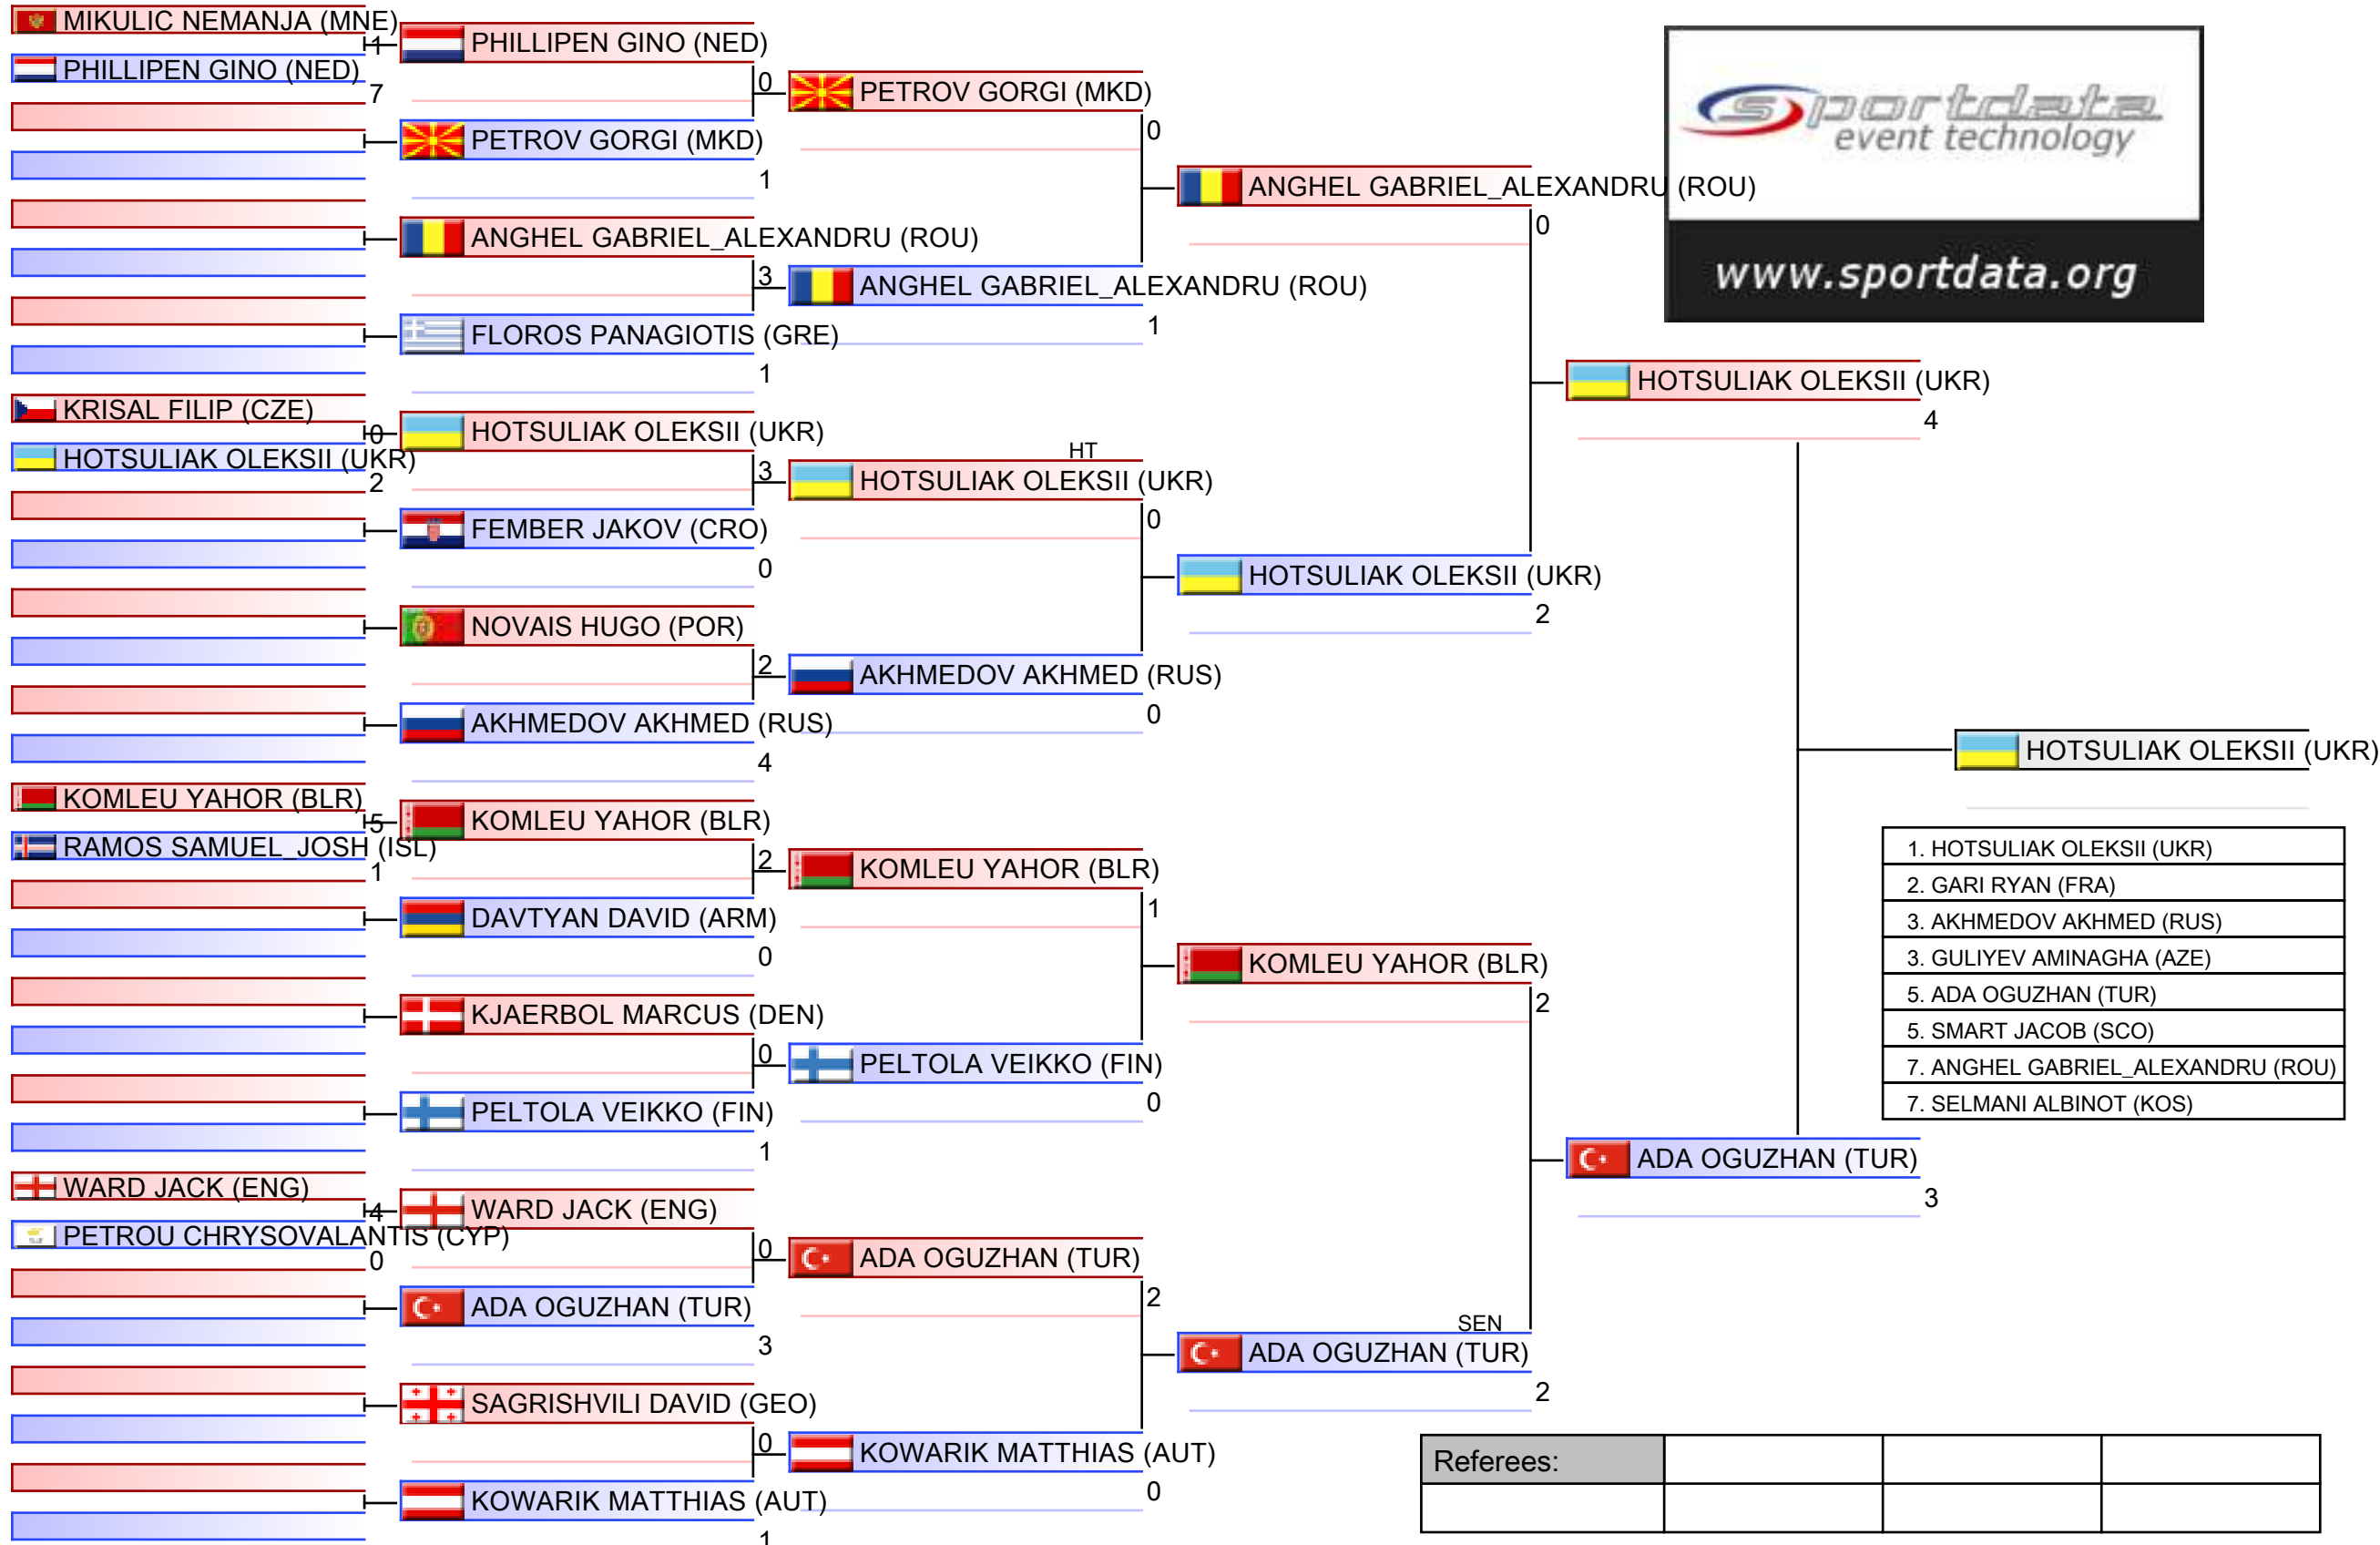 MIKULIC NEMANJA (MNE)
1
PHILLIPEN GINO (NED)
7
KRISAL FILIP (CZE)
0
HOTSULIAK OLEKSII (UKR)
2
KOMLEU YAHOR (BLR)
5
RAMOS SAMUEL_JOSH (ISL)
1
WARD JACK (ENG)
4
PETROU CHRYSOVALANTIS (CYP)
0
PHILLIPEN GINO (NED)
0
PETROV GORGI (MKD)
1
ANGHEL GABRIEL_ALEXANDRU (ROU)
3
FLOROS PANAGIOTIS (GRE)
1
HOTSULIAK OLEKSII (UKR)
3
FEMBER JAKOV (CRO)
0
NOVAIS HUGO (POR)
2
AKHMEDOV AKHMED (RUS)
4
KOMLEU YAHOR (BLR)
2
DAVTYAN DAVID (ARM)
0
KJAERBOL MARCUS (DEN)
0
PELTOLA VEIKKO (FIN)
1
WARD JACK (ENG)
0
ADA OGUZHAN (TUR)
3
SAGRISHVILI DAVID (GEO)
0
KOWARIK MATTHIAS (AUT)
1
PETROV GORGI (MKD)
0
ANGHEL GABRIEL_ALEXANDRU (ROU)
1
HT
HOTSULIAK OLEKSII (UKR)
0
AKHMEDOV AKHMED (RUS)
0
KOMLEU YAHOR (BLR)
1
PELTOLA VEIKKO (FIN)
0
ADA OGUZHAN (TUR)
2
KOWARIK MATTHIAS (AUT)
0
ANGHEL GABRIEL_ALEXANDRU (ROU)
0
HOTSULIAK OLEKSII (UKR)
2
KOMLEU YAHOR (BLR)
2
SEN
ADA OGUZHAN (TUR)
2
HOTSULIAK OLEKSII (UKR)
4
ADA OGUZHAN (TUR)
3
HOTSULIAK OLEKSII (UKR)
sportdata
event technology
www.sportdata.org
1. HOTSULIAK OLEKSII (UKR)
2. GARI RYAN (FRA)
3. AKHMEDOV AKHMED (RUS)
3. GULIYEV AMINAGHA (AZE)
5. ADA OGUZHAN (TUR)
5. SMART JACOB (SCO)
7. ANGHEL GABRIEL_ALEXANDRU (ROU)
7. SELMANI ALBINOT (KOS)
Referees: